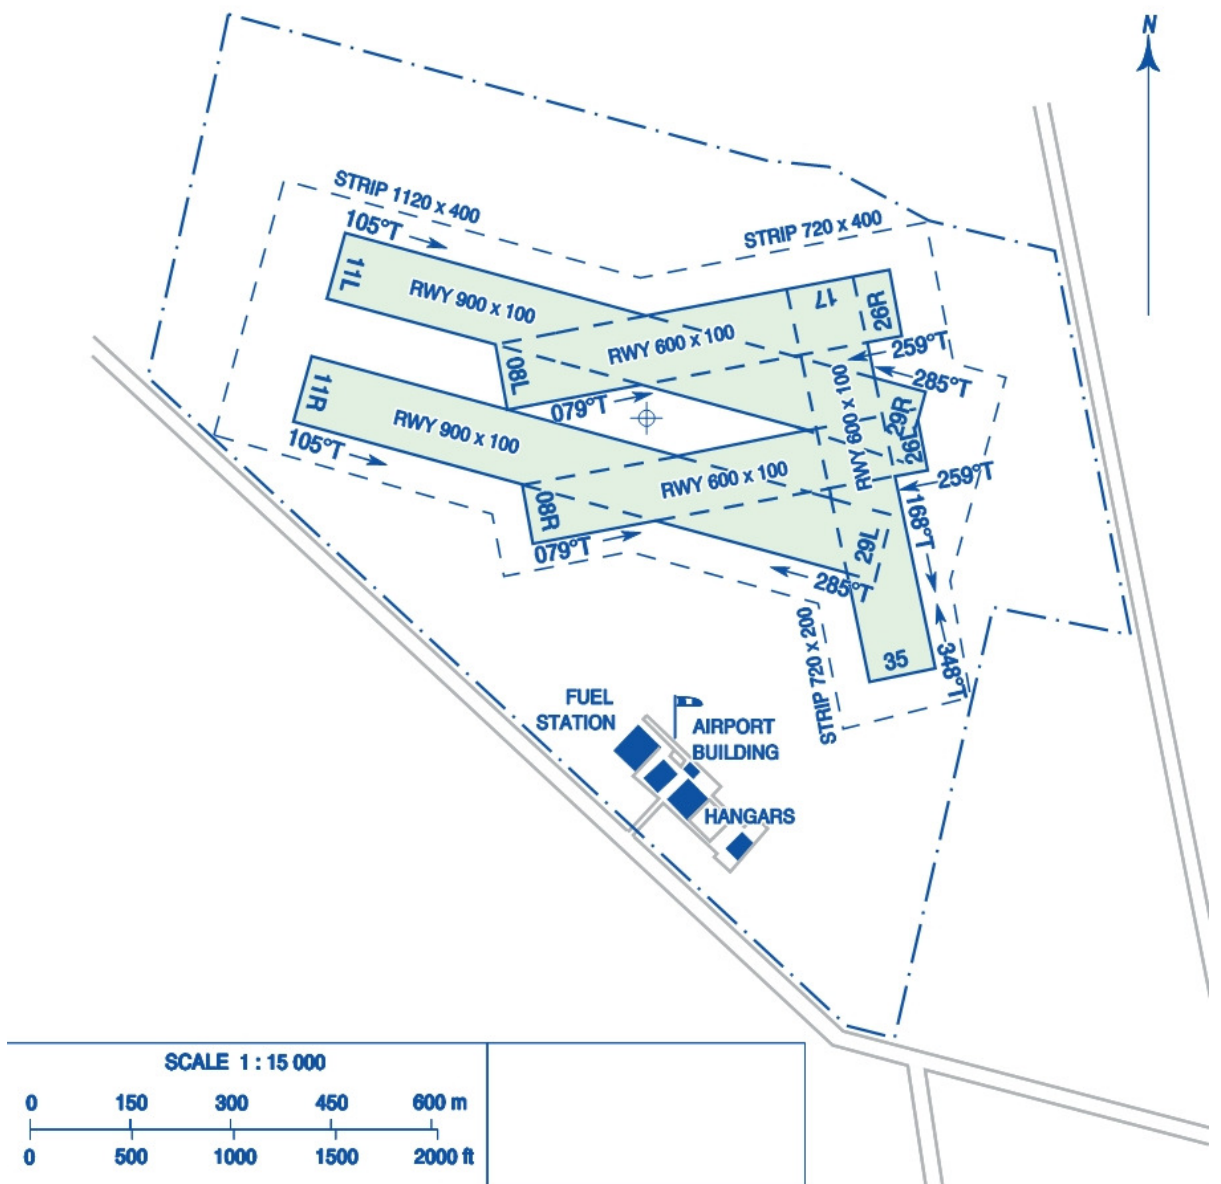 N
STRIP 1120 x 400
STRIP 720 x 400
105°T
11L
RWY 900 x 100
17
26R
RWY 600 x 100
08L
259°T
285°T
079°T
RWY 600 x 100
29R
26L
11R
105°T
RWY 900 x 100
RWY 600 x 100
259°T
168°T
08R
079°T
29L
285°T
STRIP 720 x 200
35
348°T
FUEL
STATION
AIRPORT
BUILDING
HANGARS
SCALE 1 : 15 000
0 150 300 450 600 m
0 500 1000 1500 2000 ft